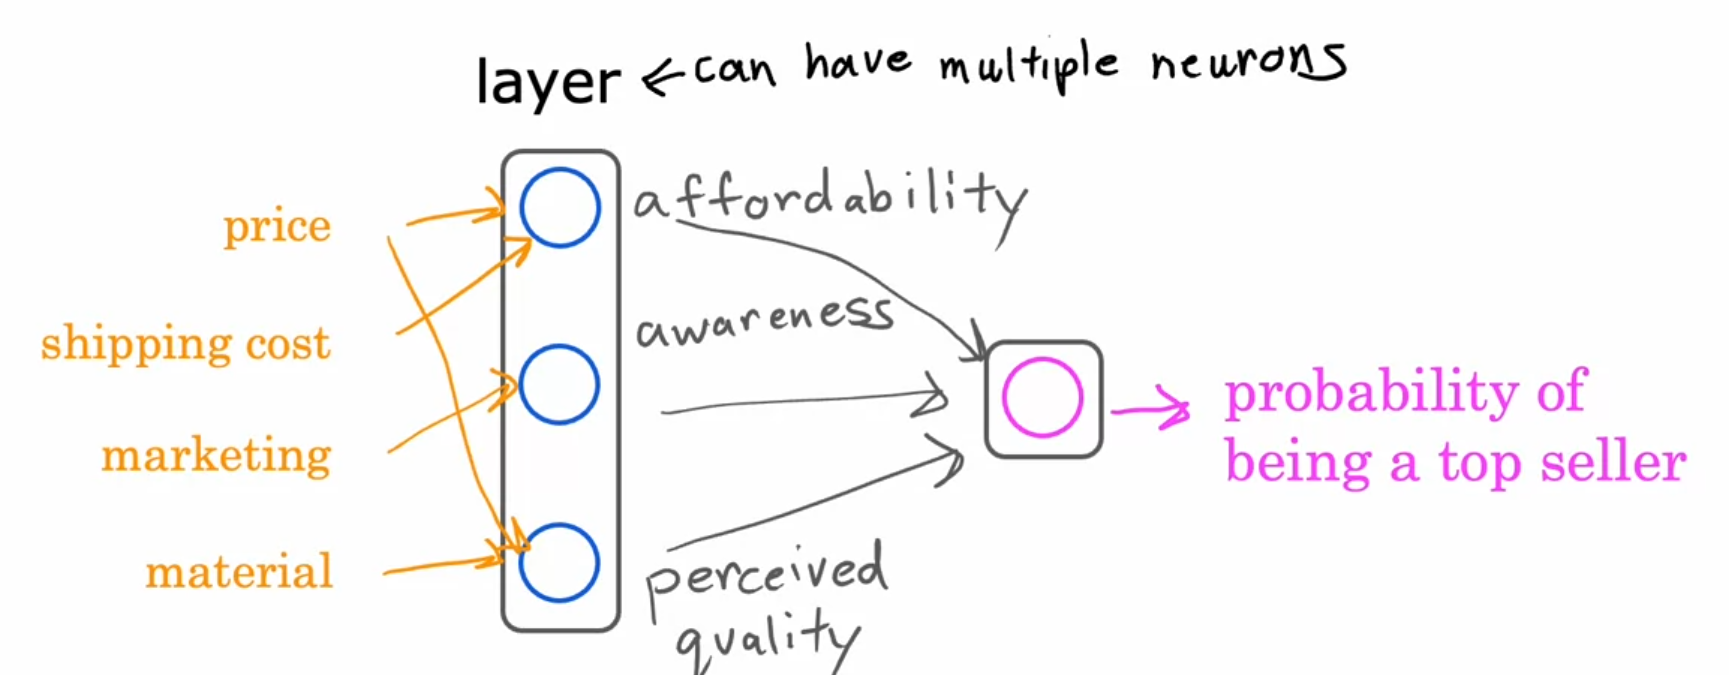 layer ← can have multiple neurons
price
affordability
shipping cost
awareness
marketing
probability of
being a top seller
material
perceived
quality